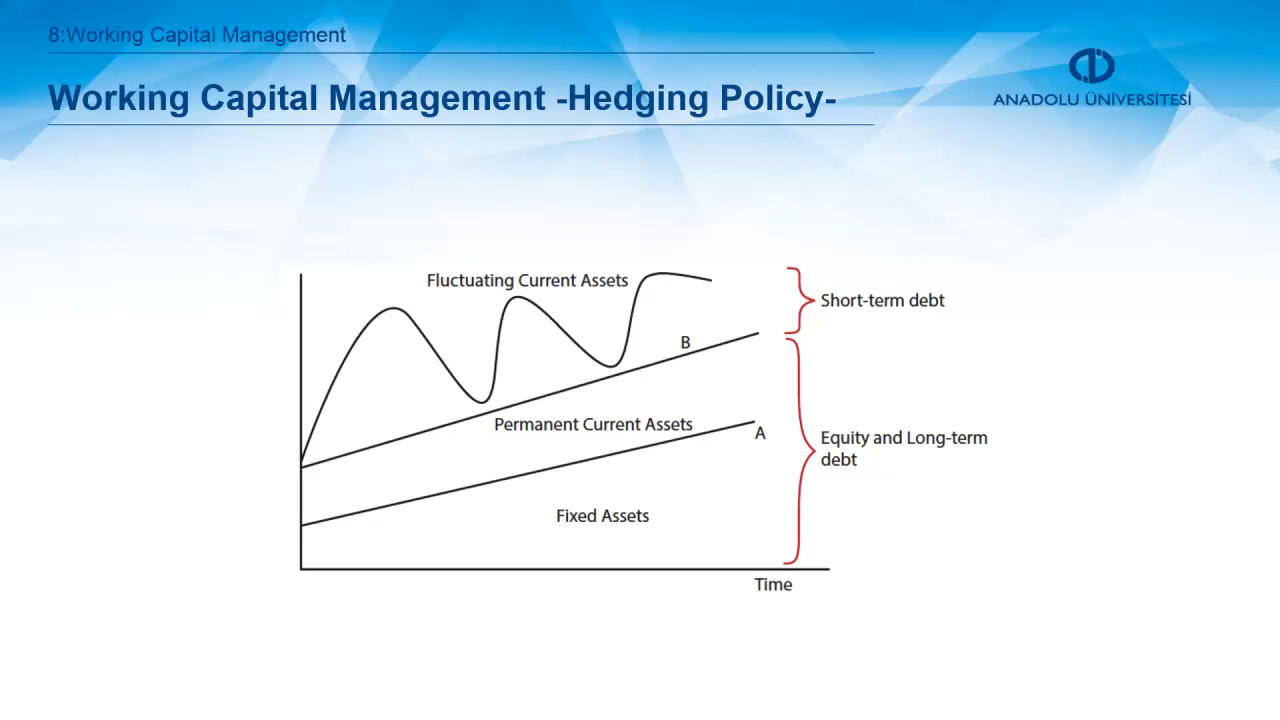 8:Working Capital Management
Working Capital Management -Hedging Policy-
ANADOLU ÜNİVERSİTESİ
Fluctuating Current Assets
Short-term debt
B
Permanent Current Assets
A
Equity and Long-term
debt
Fixed Assets
Time